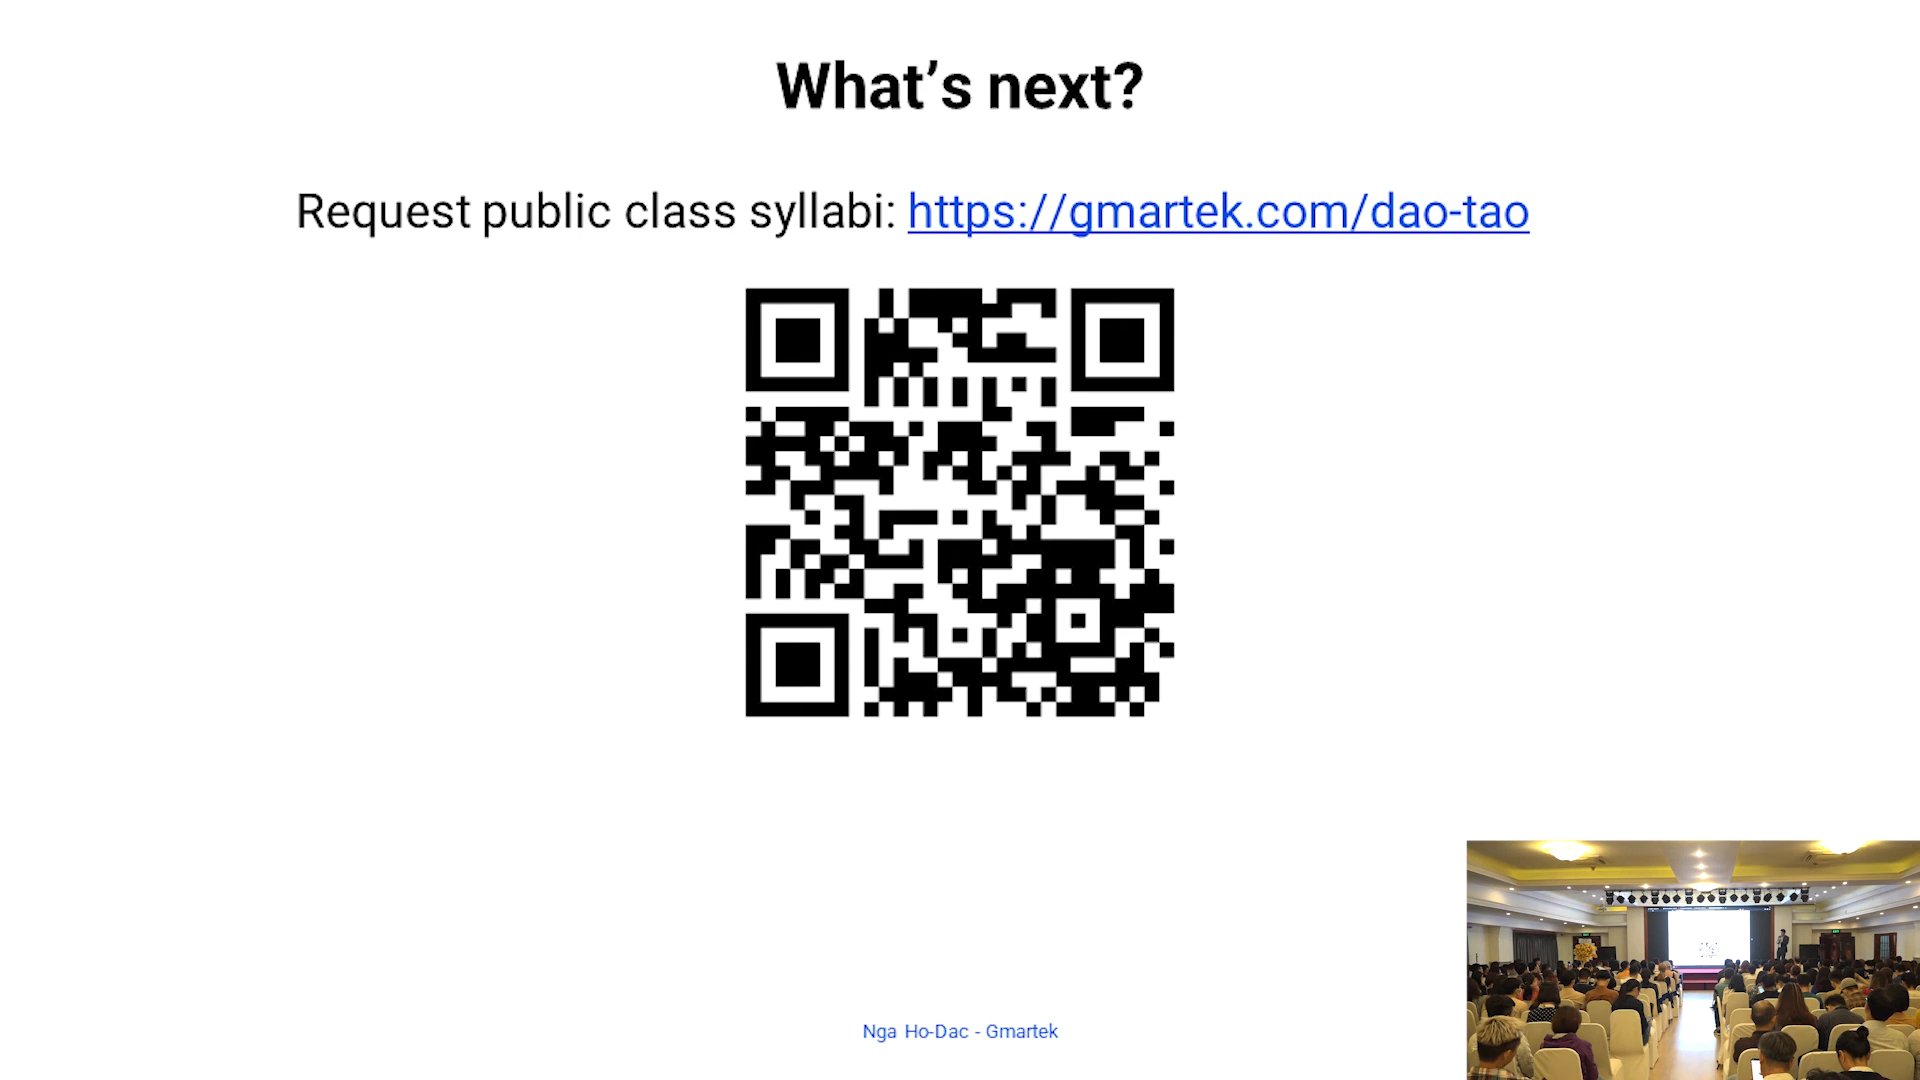 What’s next?
Request public class syllabi: https://gmartek.com/dao-tao
Nga Ho-Dac - Gmartek